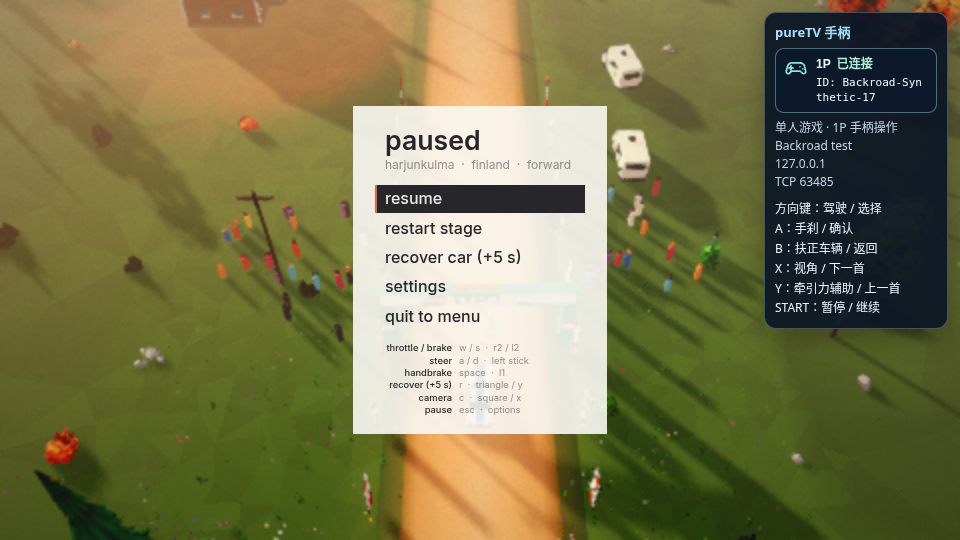 paused
harjunkulma · finland · forward
resume
restart stage
recover car (+5 s)
settings
quit to menu
throttle / brake w / s · r2 / l2
steer a / d · left stick
handbrake space · l1
recover (+5 s) r · triangle / y
camera c · square / x
pause esc · options
pureTV 手柄
1P 已连接
ID: Backroad-Syn
thetic-17
单人游戏 · 1P 手柄操作
Backroad test
127.0.0.1
TCP 63485
方向键：驾驶 / 选择
A：手刹 / 确认
B：扶正车辆 / 返回
X：视角 / 下一首
Y：牵引力辅助 / 上一首
START：暂停 / 继续